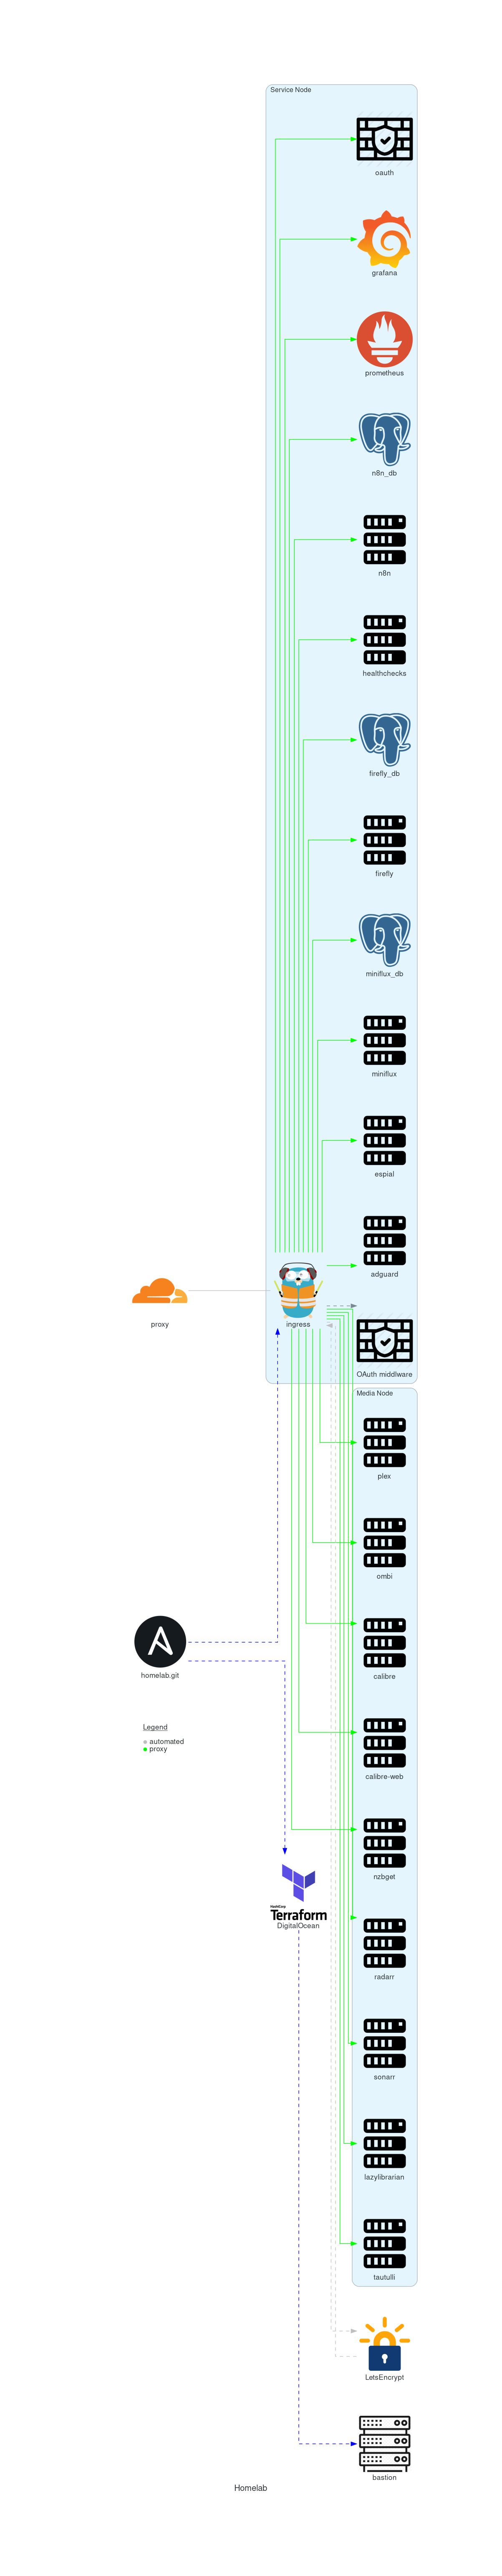 Service Node
oauth
grafana
prometheus
n8n_db
n8n
healthchecks
firefly_db
firefly
miniflux_db
miniflux
espial
adguard
proxy
ingress
OAuth middlware
Media Node
plex
ombi
homelab.git
calibre
Legend
automated
proxy
calibre-web
nzbget
HashiCorp
Terraform
DigitalOcean
radarr
sonarr
lazylibrarian
tautulli
LetsEncrypt
bastion
Homelab